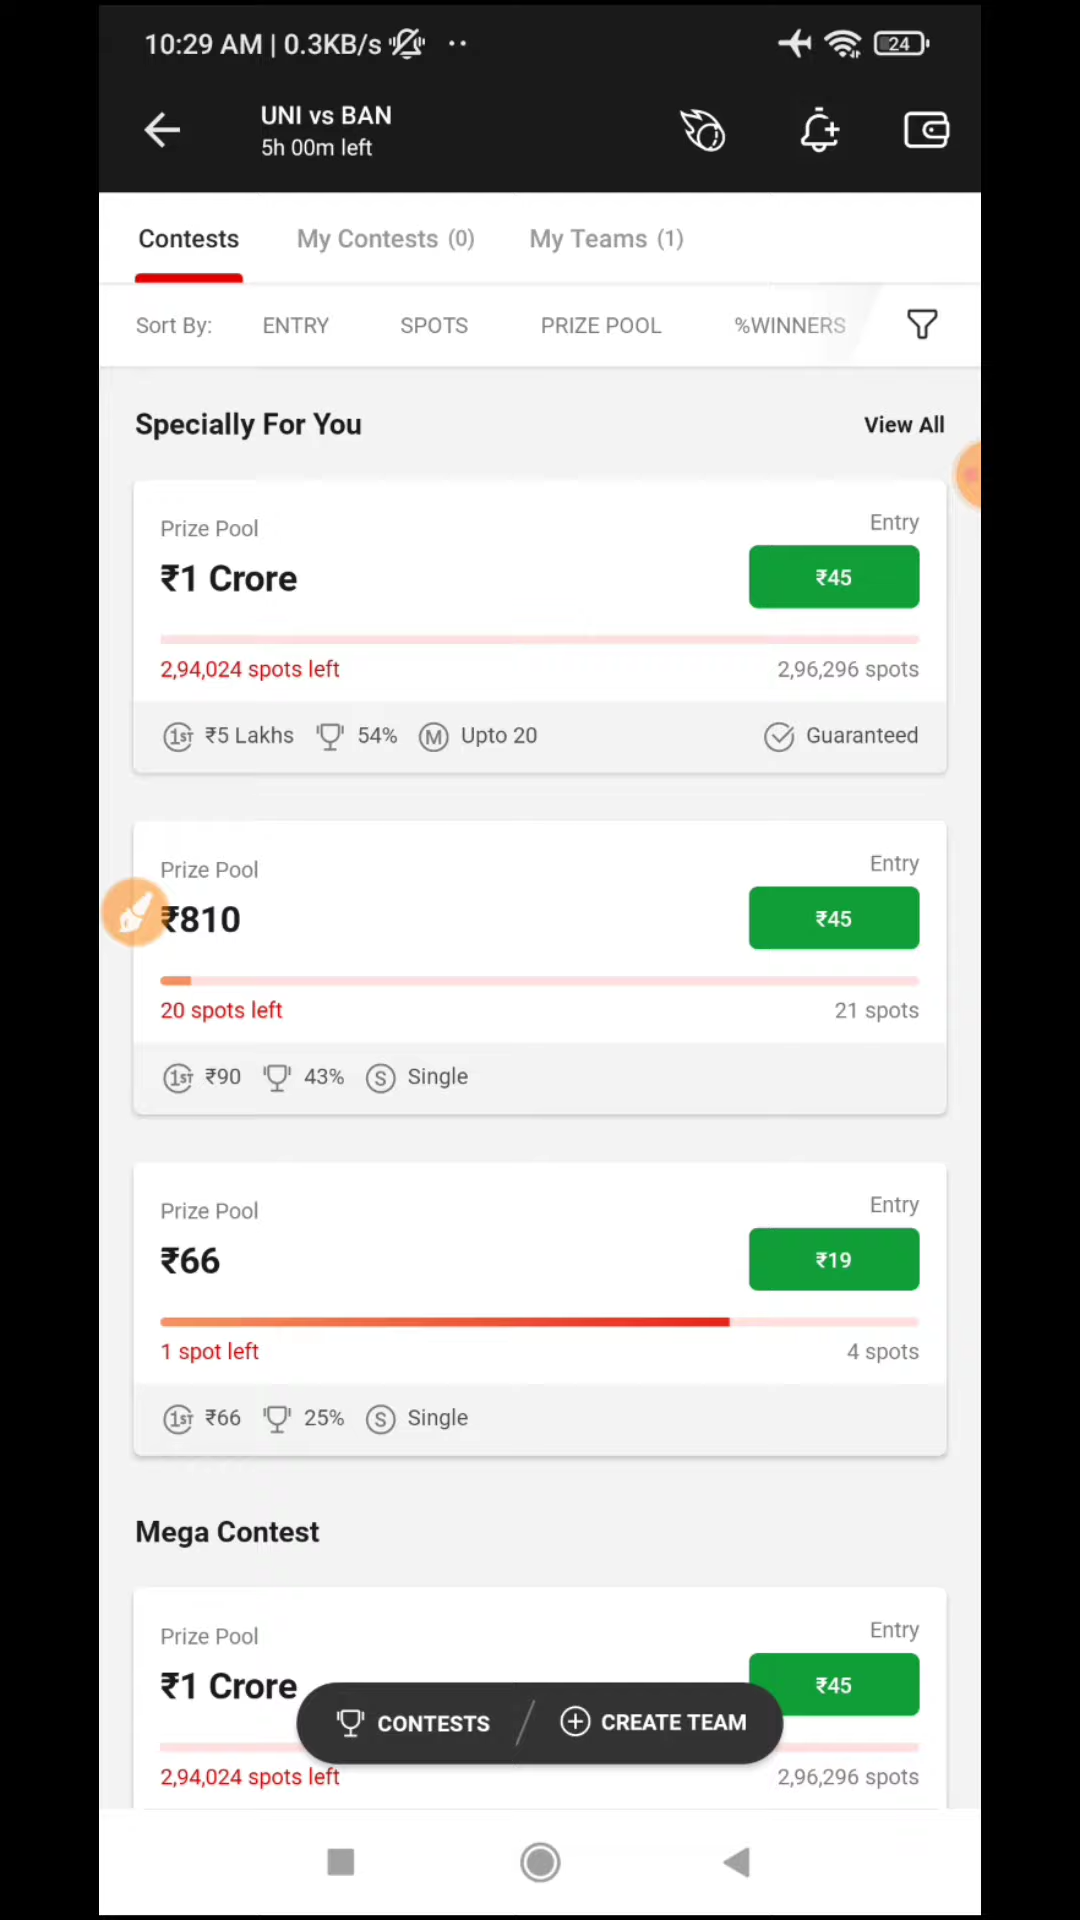 10:29 AM | 0.3KB/s
24
UNI vs BAN
5h 00m left
Contests
My Contests (0)
My Teams (1)
Sort By:
ENTRY
SPOTS
PRIZE POOL
%WINNERS
Specially For You
View All
Prize Pool
Entry
₹1 Crore
₹45
2,94,024 spots left
2,96,296 spots
1ST ₹5 Lakhs
54%
M Upto 20
Guaranteed
Prize Pool
Entry
₹810
₹45
20 spots left
21 spots
1ST ₹90
43%
S Single
Prize Pool
Entry
₹66
₹19
1 spot left
4 spots
1ST ₹66
25%
S Single
Mega Contest
Prize Pool
Entry
₹1 Crore
₹45
CONTESTS
CREATE TEAM
2,94,024 spots left
2,96,296 spots